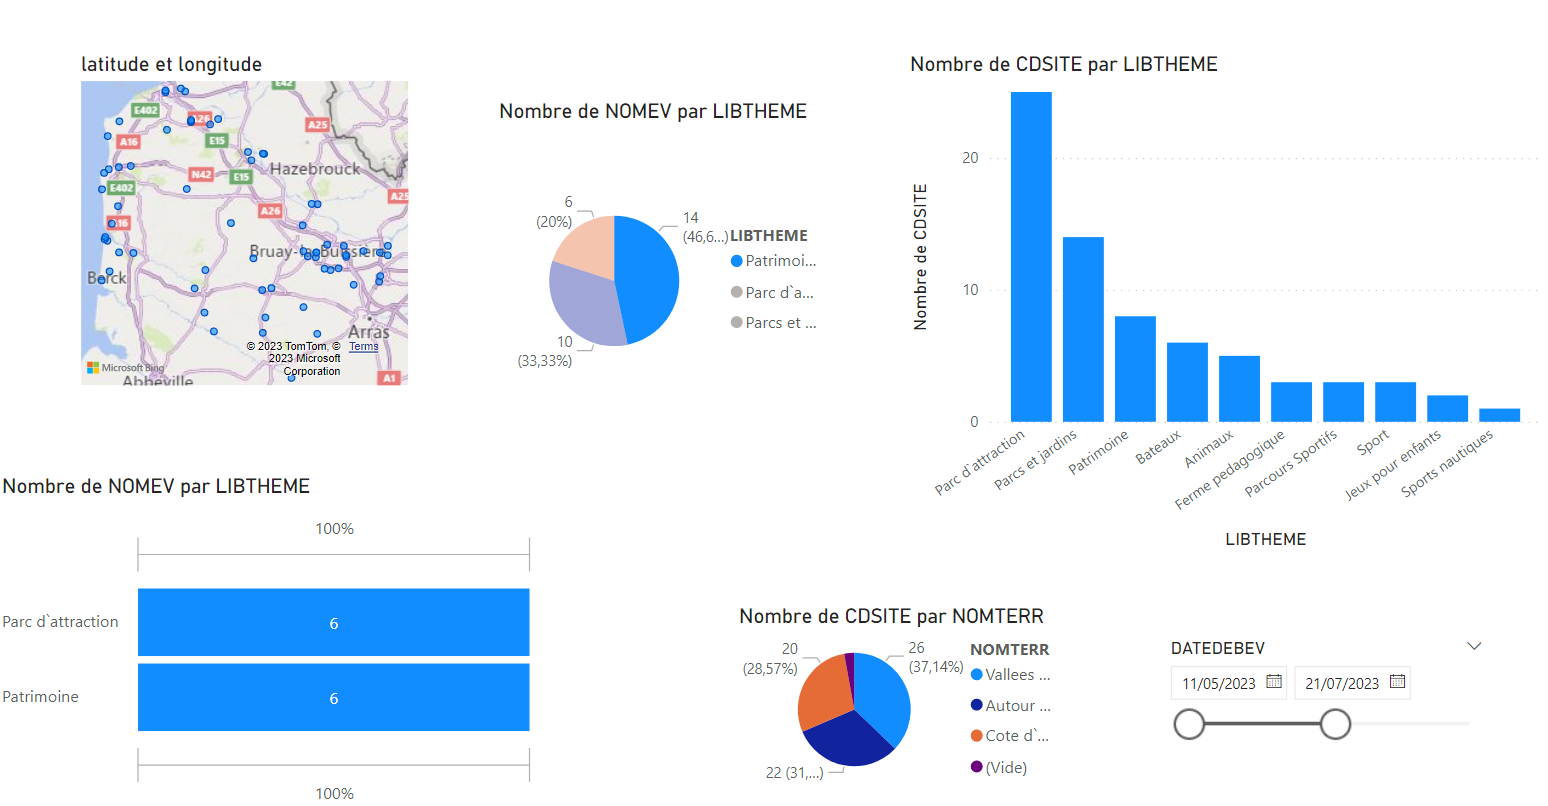 latitude et longitude
E402
E42
A26
A25
A16
E15
Hazebrouck
N42
E15
E402
A25
A26
Bruay-la-Buissière
Berck
Arras
© 2023 TomTom, © 2023 Microsoft Corporation
Terms
Microsoft Bing
Abbeville
A1
Nombre de NOMEV par LIBTHEME
6
(20%)
14
(46,6...)
10
(33,33%)
LIBTHEME
Patrimoi...
Parc d`a...
Parcs et ...
Nombre de CDSITE par LIBTHEME
Nombre de CDSITE
20
10
0
Parc d`attraction
Parcs et jardins
Patrimoine
Bateaux
Animaux
Ferme pedagogique
Parcours Sportifs
Sport
Jeux pour enfants
Sports nautiques
LIBTHEME
Nombre de NOMEV par LIBTHEME
100%
Parc d`attraction
6
Patrimoine
6
100%
Nombre de CDSITE par NOMTERR
20
(28,57%)
26
(37,14%)
22 (31,...)
NOMTERR
Vallees ...
Autour ...
Cote d`...
(Vide)
DATEDEBEV
11/05/2023
21/07/2023